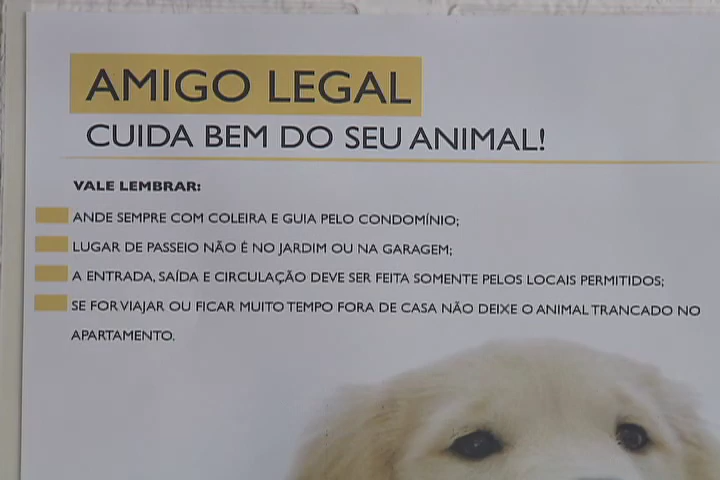 AMIGO LEGAL
CUIDA BEM DO SEU ANIMAL!
VALE LEMBRAR:
ANDE SEMPRE COM COLEIRA E GUIA PELO CONDOMÍNIO;
LUGAR DE PASSEIO NÃO É NO JARDIM OU NA GARAGEM;
A ENTRADA, SAÍDA E CIRCULAÇÃO DEVE SER FEITA SOMENTE PELOS LOCAIS PERMITIDOS;
SE FOR VIAJAR OU FICAR MUITO TEMPO FORA DE CASA NÃO DEIXE O ANIMAL TRANCADO NO
APARTAMENTO.